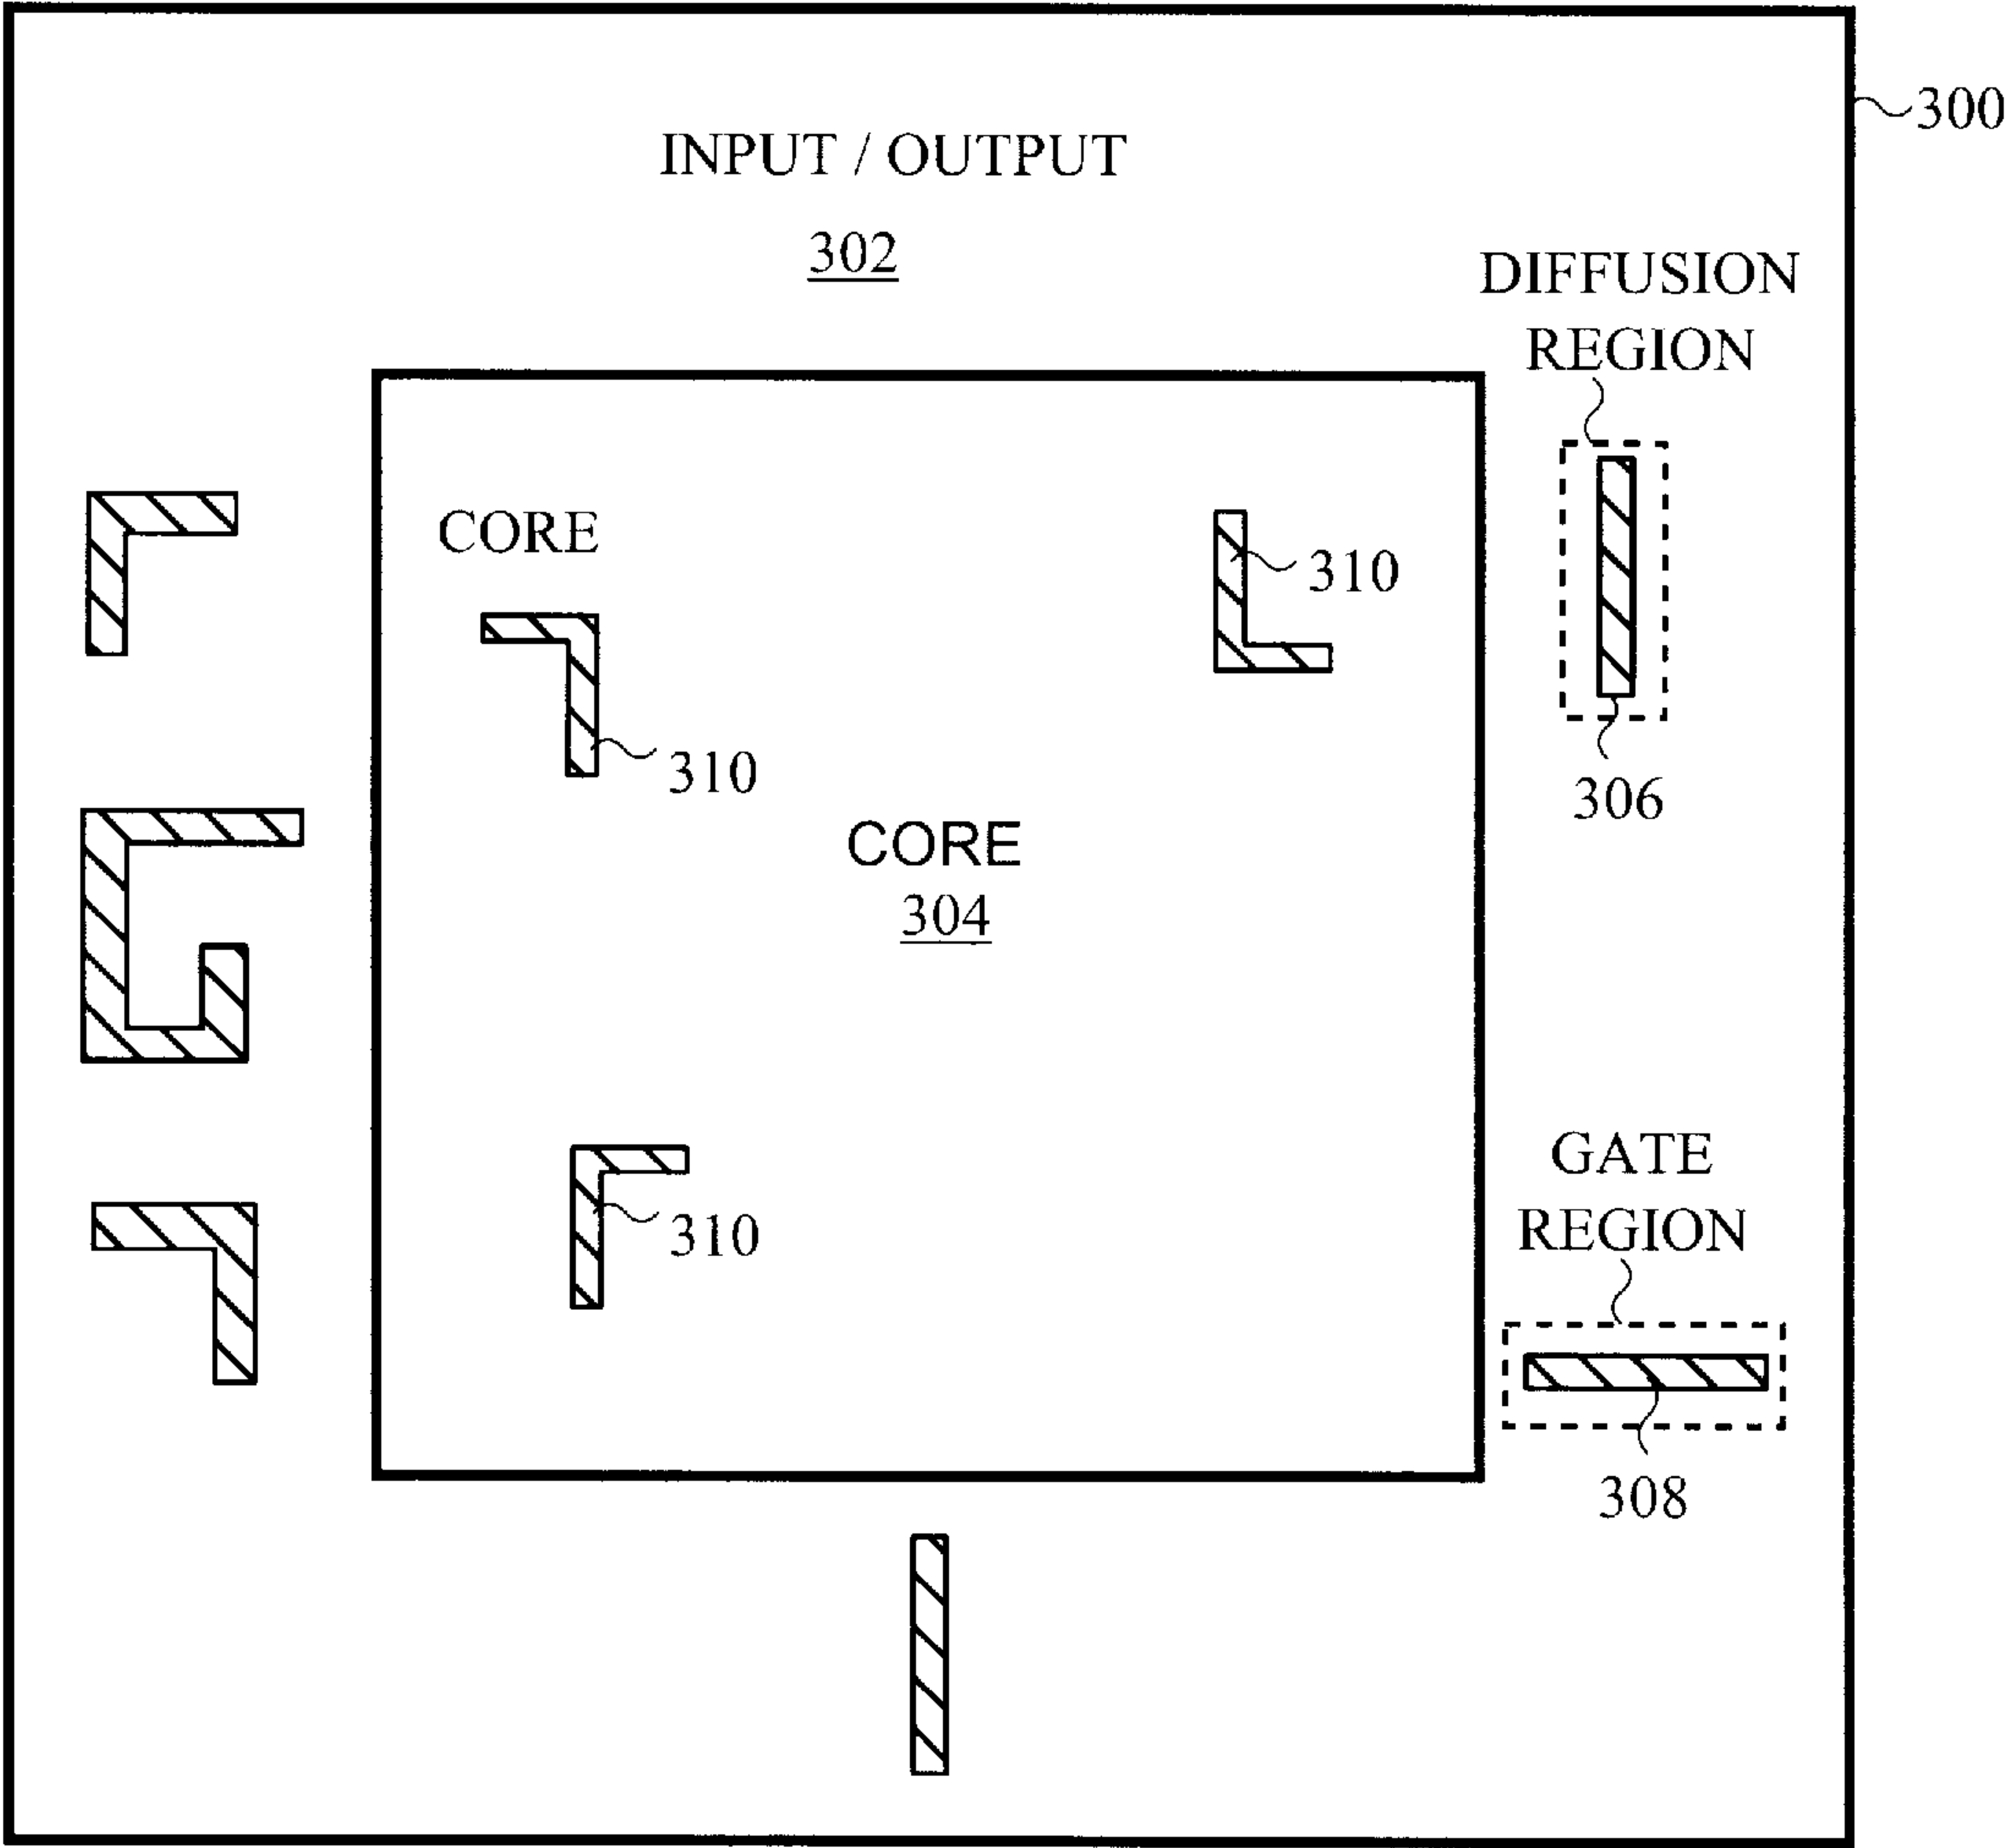 300
INPUT / OUTPUT
302
DIFFUSION
REGION
CORE
310
310
306
CORE
304
GATE
REGION
310
308